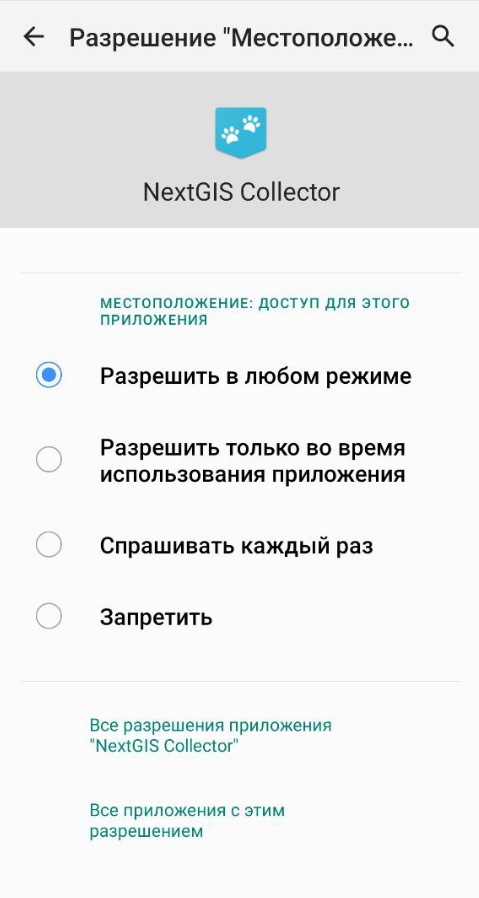 Разрешение "Местоположе...
NextGIS Collector
МЕСТОПОЛОЖЕНИЕ: ДОСТУП ДЛЯ ЭТОГО
ПРИЛОЖЕНИЯ
Разрешить в любом режиме
Разрешить только во время
использования приложения
Спрашивать каждый раз
Запретить
Все разрешения приложения
"NextGIS Collector"
Все приложения с этим
разрешением